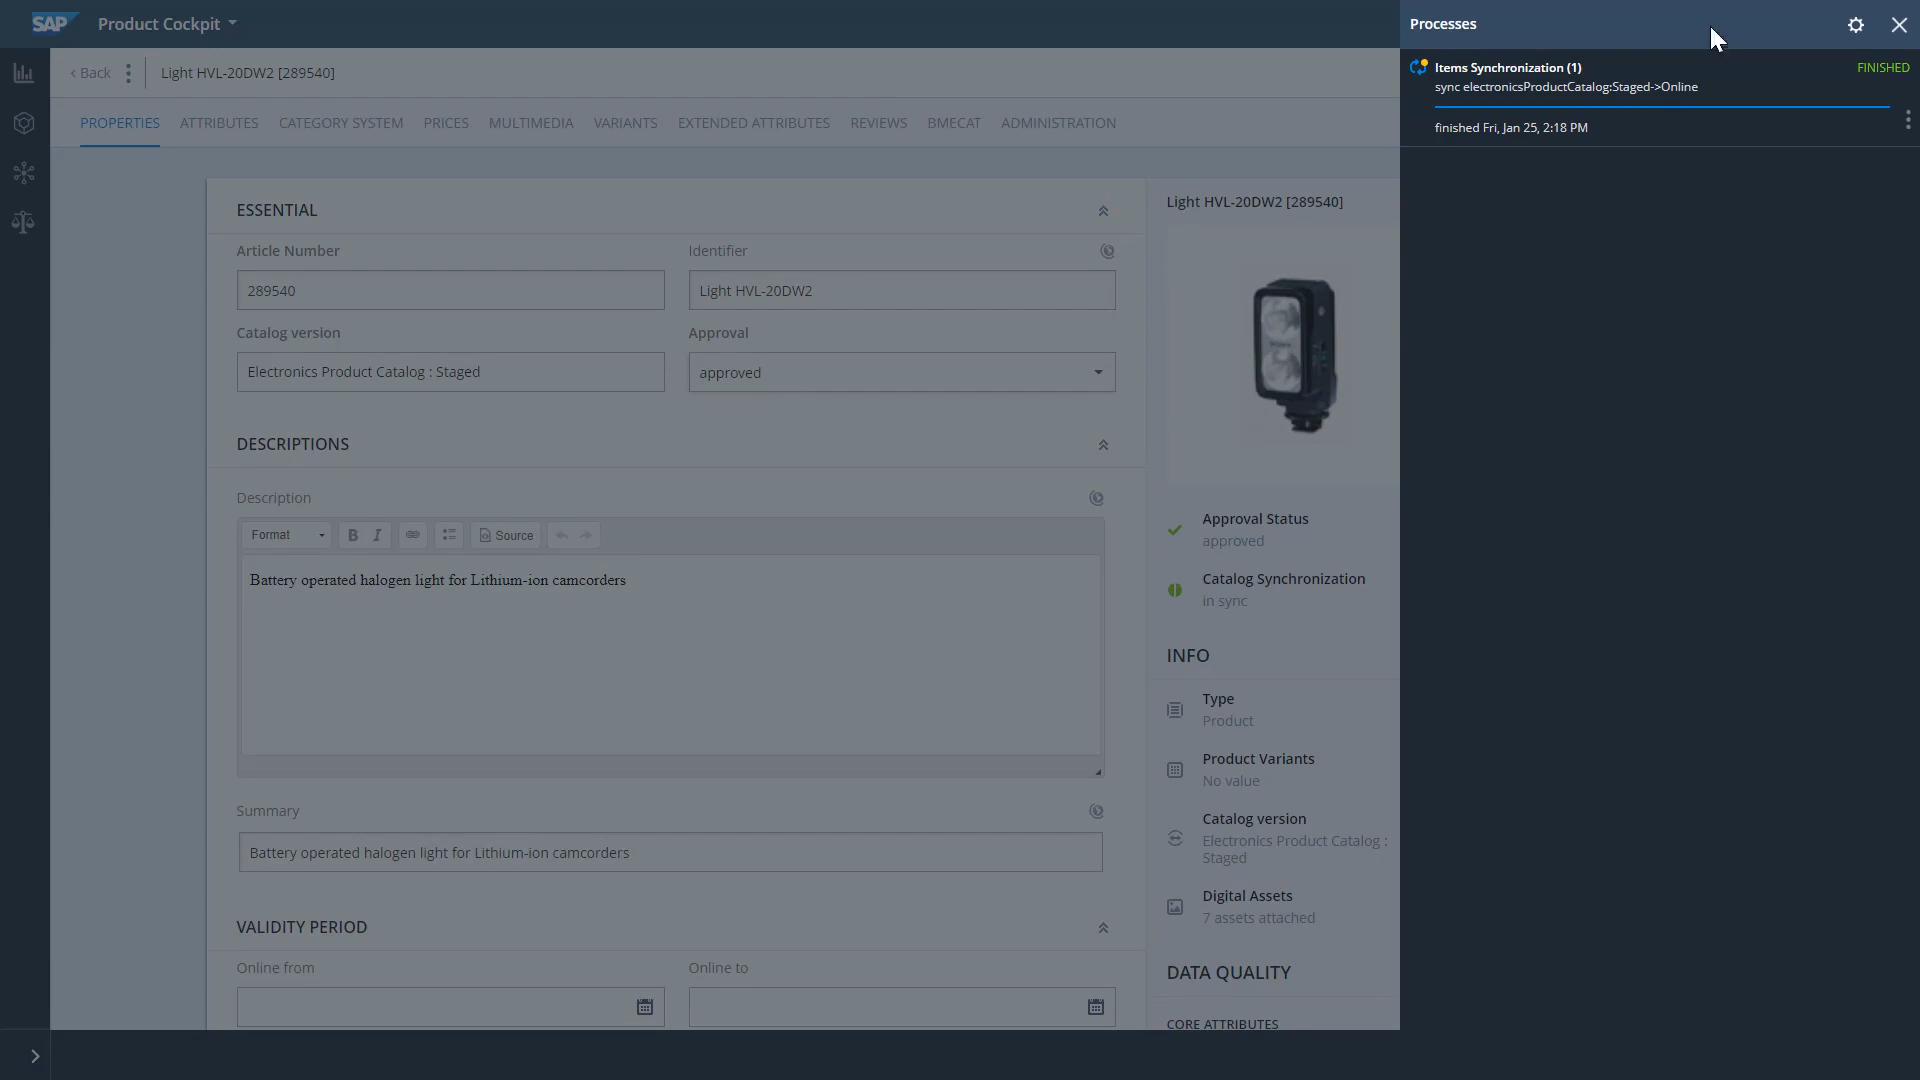 SAP
Product Cockpit
Processes
Back
Light HVL-20DW2 [289540]
Items Synchronization (1)
FINISHED
sync electronicsProductCatalog:Staged->Online
finished Fri, Jan 25, 2:18 PM
PROPERTIES ATTRIBUTES CATEGORY SYSTEM PRICES MULTIMEDIA VARIANTS EXTENDED ATTRIBUTES REVIEWS BMECAT ADMINISTRATION
ESSENTIAL
Article Number
Identifier
289540
Light HVL-20DW2
Catalog version
Approval
Electronics Product Catalog : Staged
approved
DESCRIPTIONS
Description
Format
B I
Source
Battery operated halogen light for Lithium-ion camcorders
Summary
Battery operated halogen light for Lithium-ion camcorders
VALIDITY PERIOD
Online from
Online to
Light HVL-20DW2 [289540]
Approval Status
approved
Catalog Synchronization
in sync
INFO
Type
Product
Product Variants
No value
Catalog version
Electronics Product Catalog :
Staged
Digital Assets
7 assets attached
DATA QUALITY
CORE ATTRIBUTES